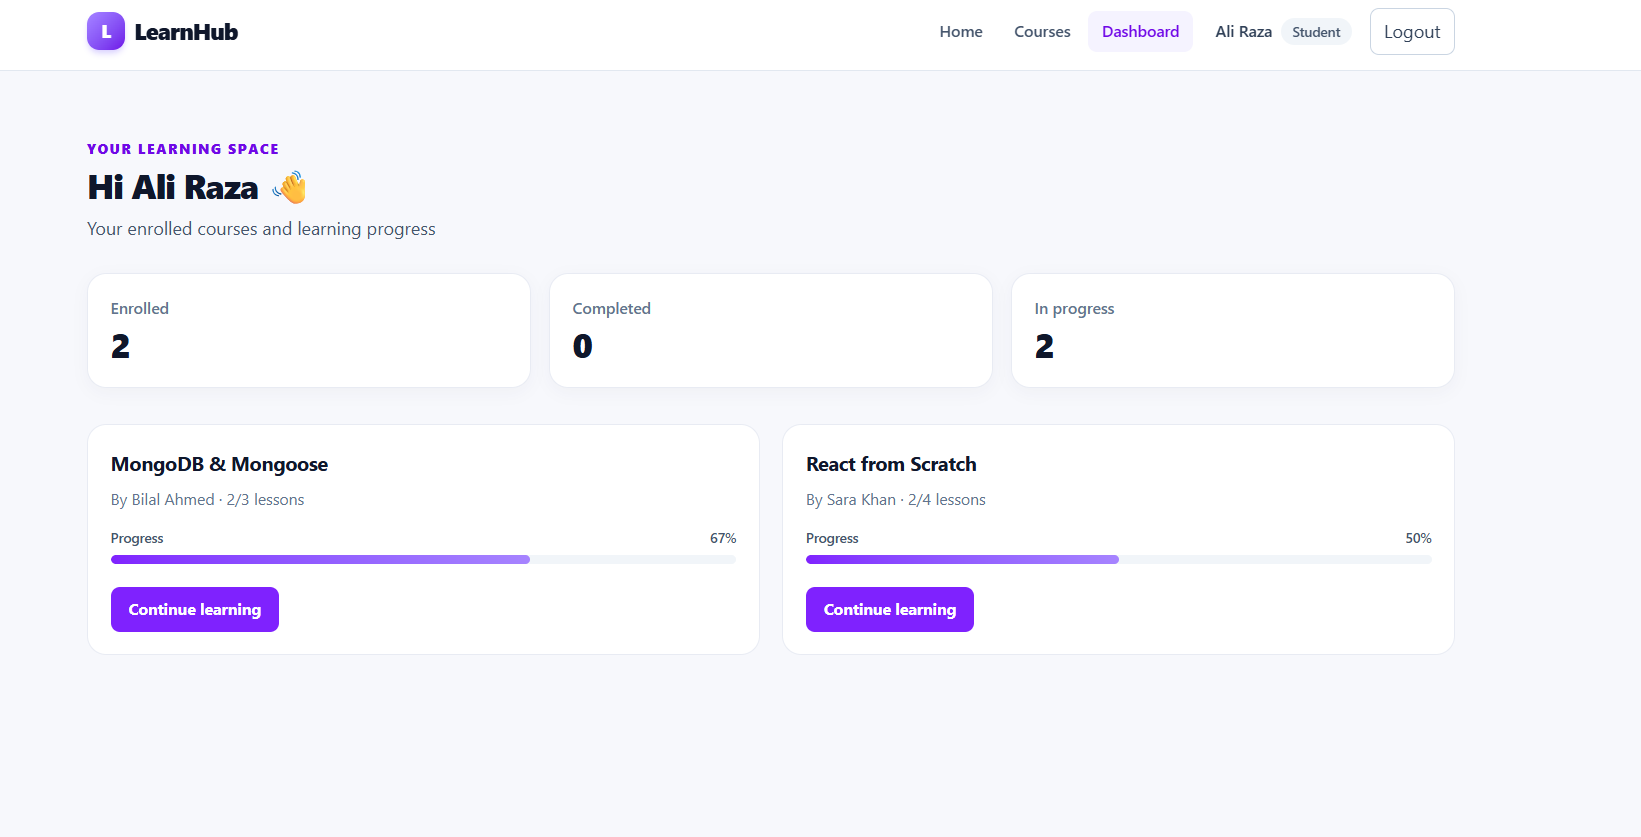 L LearnHub Home Courses Dashboard Ali Raza Student Logout
YOUR LEARNING SPACE
Hi Ali Raza 👋
Your enrolled courses and learning progress
Enrolled
2
Completed
0
In progress
2
MongoDB & Mongoose
By Bilal Ahmed · 2/3 lessons
Progress 67%
Continue learning
React from Scratch
By Sara Khan · 2/4 lessons
Progress 50%
Continue learning